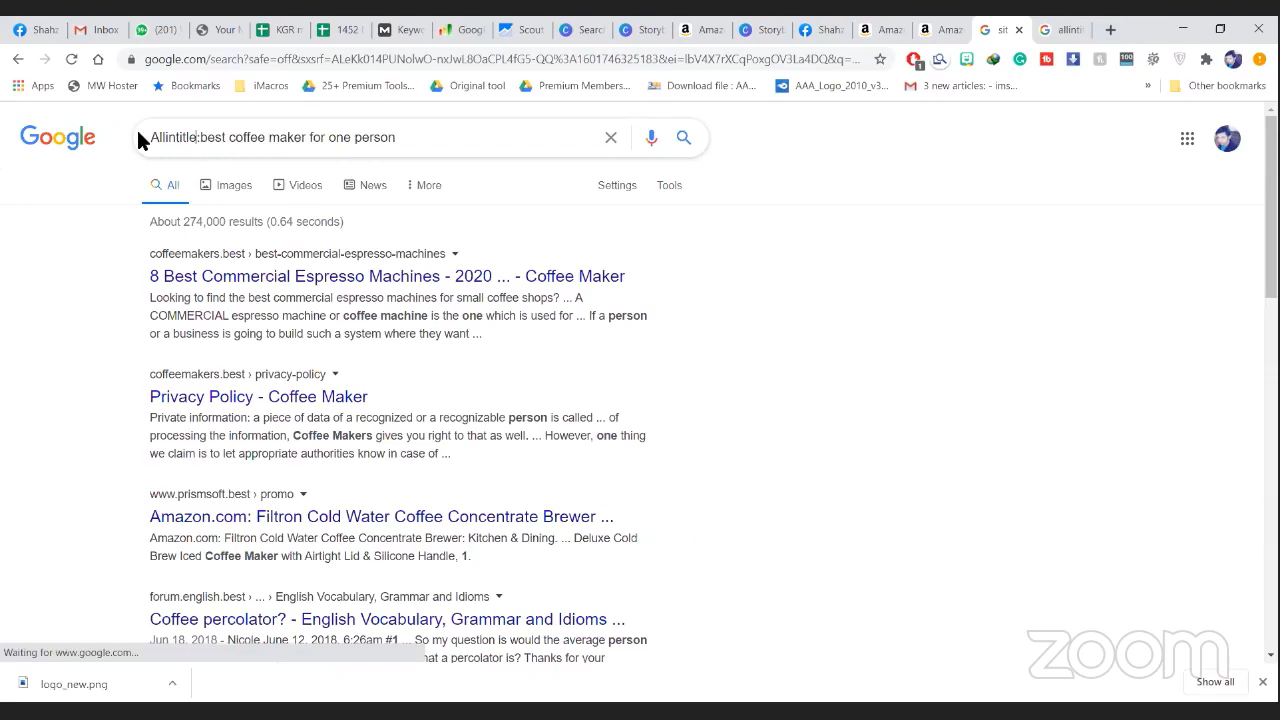 Shaha
Inbox
(201)
Your N
KGR r
1452
Keyw
Googl
Scout
Searc
StoryE
Amaz
StoryE
Shaha
Amaz
Amaz
sit
allintit
google.com/search?safe=off&sxsrf=ALeKk014PUlolwW-nxJwL8OaCPL4fG5-QQ%3A1601746325183&ei=lbV4X7rXCqPoxgOV3La4DQ&q=...
Apps
MW Hoster
Bookmarks
iMacros
25+ Premium Tools...
Original tool
Premium Members...
Download file : AA...
AAA_Logo_2010_v3...
3 new articles: - ims...
»
Other bookmarks
Google
Allintitle:best coffee maker for one person
All
Images
Videos
News
More
Settings
Tools
About 274,000 results (0.64 seconds)
coffeemakers.best › best-commercial-espresso-machines
8 Best Commercial Espresso Machines - 2020 ... - Coffee Maker
Looking to find the best commercial espresso machines for small coffee shops? ... A
COMMERCIAL espresso machine or coffee machine is the one which is used for ... If a person
or a business is going to build such a system where they want ...
coffeemakers.best › privacy-policy
Privacy Policy - Coffee Maker
Private information: a piece of data of a recognized or a recognizable person is called ... of
processing the information, Coffee Makers gives you right to that as well. ... However, one thing
we claim is to let appropriate authorities know in case of ...
www.prismsoft.best › promo
Amazon.com: Filtron Cold Water Coffee Concentrate Brewer ...
Amazon.com: Filtron Cold Water Coffee Concentrate Brewer: Kitchen & Dining. ... Deluxe Cold
Brew Iced Coffee Maker with Airtight Lid & Silicone Handle, 1.
forum.english.best › ... › English Vocabulary, Grammar and Idioms
Coffee percolator? - English Vocabulary, Grammar and Idioms ...
Jun 18, 2018 - Nicole June 12, 2018, 6:26am #1 ... So my question is would the average person
Waiting for www.google.com...
hat a percolator is? Thanks for your
zoom
logo_new.png
Show all